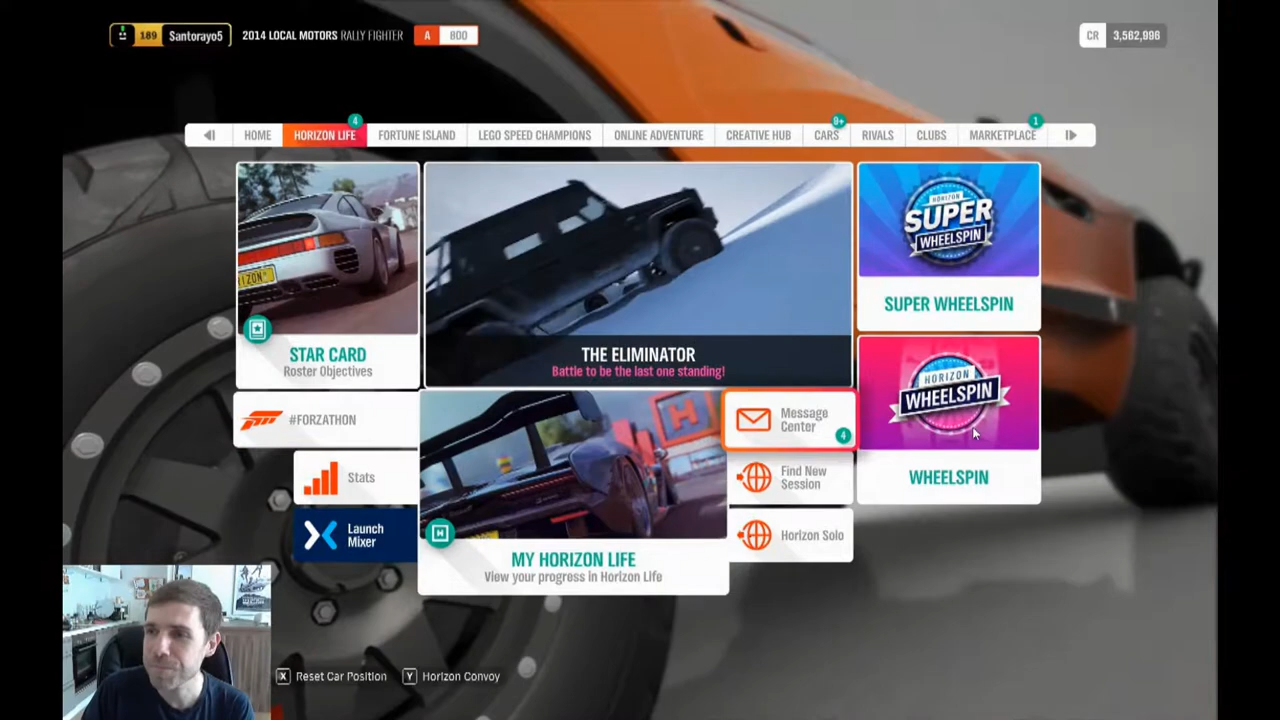 189 Santorayo5 2014 LOCAL MOTORS RALLY FIGHTER A 800
CR 3,562,996
4
9+
1
HOME HORIZON LIFE FORTUNE ISLAND LEGO SPEED CHAMPIONS ONLINE ADVENTURE CREATIVE HUB CARS RIVALS CLUBS MARKETPLACE
HORIZON
SUPER
WHEELSPIN
SUPER WHEELSPIN
STAR CARD
Roster Objectives
THE ELIMINATOR
Battle to be the last one standing!
HORIZON
WHEELSPIN
WHEELSPIN
#FORZATHON
Stats
Launch
Mixer
H
MY HORIZON LIFE
View your progress in Horizon Life
Message
Center
4
Find New
Session
Horizon Solo
X Reset Car Position Y Horizon Convoy